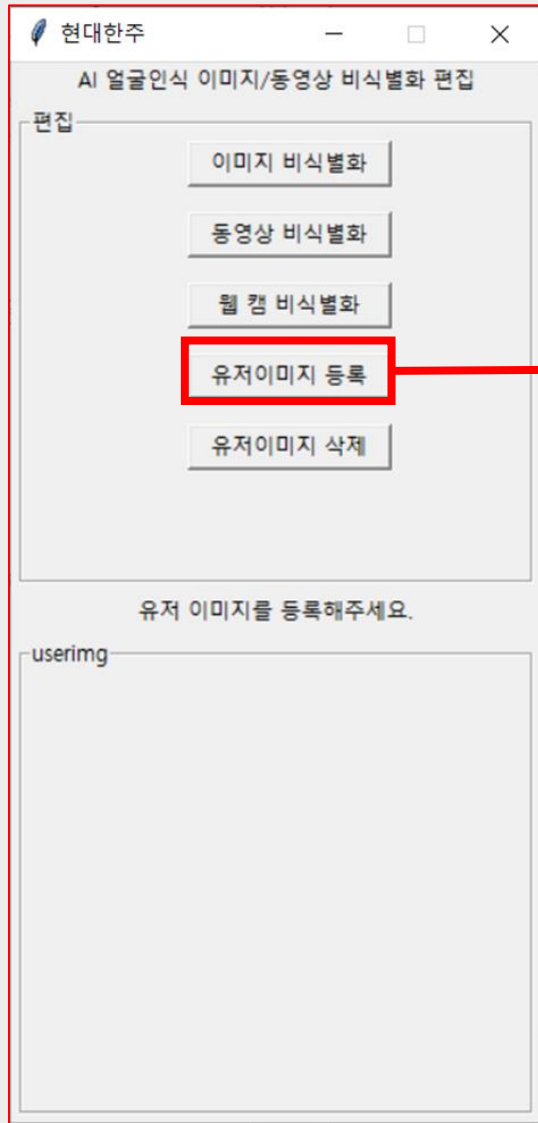 현대한주
AI 얼굴인식 이미지/동영상 비식별화 편집
편집
이미지 비식별화
동영상 비식별화
웹 캠 비식별화
유저이미지 등록
유저이미지 삭제
유저 이미지를 등록해주세요.
userimg